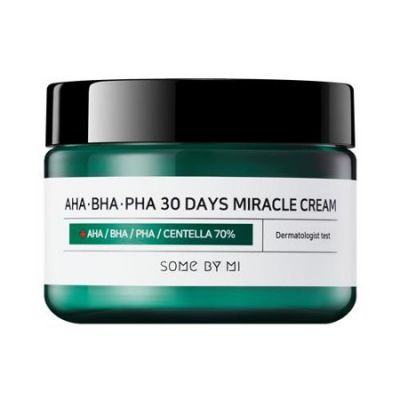 AHA·BHA·PHA 30 DAYS MIRACLE CREAM
+ AHA / BHA / PHA / CENTELLA 70%
Dermatologist test
SOME BY MI